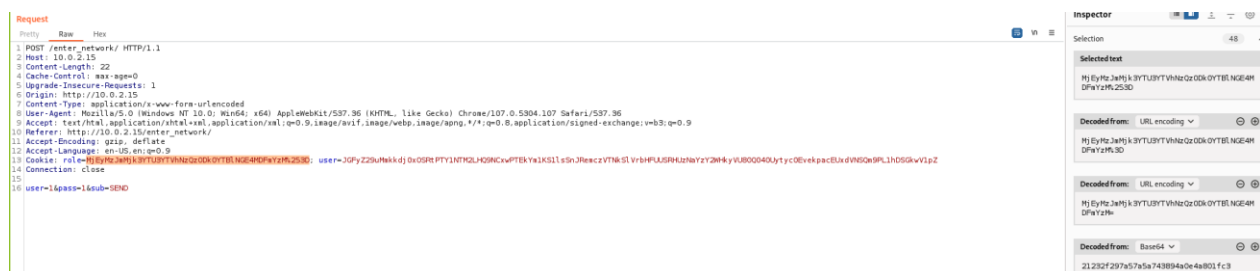 Request
Inspector
Pretty Raw Hex
\n
Selection 48
1 POST /enter_network/ HTTP/1.1
2 Host: 10.0.2.15
3 Content-Length: 22
4 Cache-Control: max-age=0
5 Upgrade-Insecure-Requests: 1
6 Origin: http://10.0.2.15
7 Content-Type: application/x-www-form-urlencoded
8 User-Agent: Mozilla/5.0 (Windows NT 10.0; Win64; x64) AppleWebKit/537.36 (KHTML, like Gecko) Chrome/107.0.5304.107 Safari/537.36
9 Accept: text/html,application/xhtml+xml,application/xml;q=0.9,image/avif,image/webp,image/apng,*/*;q=0.8,application/signed-exchange;v=b3;q=0.9
10 Referer: http://10.0.2.15/enter_network/
11 Accept-Encoding: gzip, deflate
12 Accept-Language: en-US,en;q=0.9
13 Cookie: role=MjEyMzJmMjk3YTU3YTVhNzQzODk0YTBlNGE4MDFmYzM%253D; user=
14 Connection: close
15
16 user=1&pass=1&sub=SEND
Selected text
MjEyMzJmMjk3YTU3YTVhNzQzODk0YTBlNGE4M
DFmYzM%253D
Decoded from: URL encoding
MjEyMzJmMjk3YTU3YTVhNzQzODk0YTBlNGE4M
DFmYzM%3D
Decoded from: URL encoding
MjEyMzJmMjk3YTU3YTVhNzQzODk0YTBlNGE4M
DFmYzM=
Decoded from: Base64
21232f297a57a5a743894a0e4a801fc3